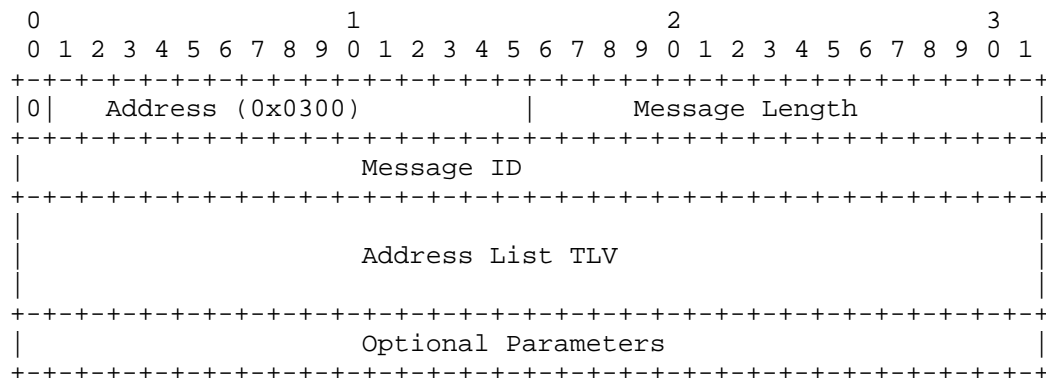 0                   1                   2                   3
 0 1 2 3 4 5 6 7 8 9 0 1 2 3 4 5 6 7 8 9 0 1 2 3 4 5 6 7 8 9 0 1
+-+-+-+-+-+-+-+-+-+-+-+-+-+-+-+-+-+-+-+-+-+-+-+-+-+-+-+-+-+-+-+-+
|0|   Address (0x0300)          |      Message Length           |
+-+-+-+-+-+-+-+-+-+-+-+-+-+-+-+-+-+-+-+-+-+-+-+-+-+-+-+-+-+-+-+-+
|                     Message ID                                |
+-+-+-+-+-+-+-+-+-+-+-+-+-+-+-+-+-+-+-+-+-+-+-+-+-+-+-+-+-+-+-+-+
|                                                               |
|                     Address List TLV                          |
|                                                               |
+-+-+-+-+-+-+-+-+-+-+-+-+-+-+-+-+-+-+-+-+-+-+-+-+-+-+-+-+-+-+-+-+
|                     Optional Parameters                       |
+-+-+-+-+-+-+-+-+-+-+-+-+-+-+-+-+-+-+-+-+-+-+-+-+-+-+-+-+-+-+-+-+